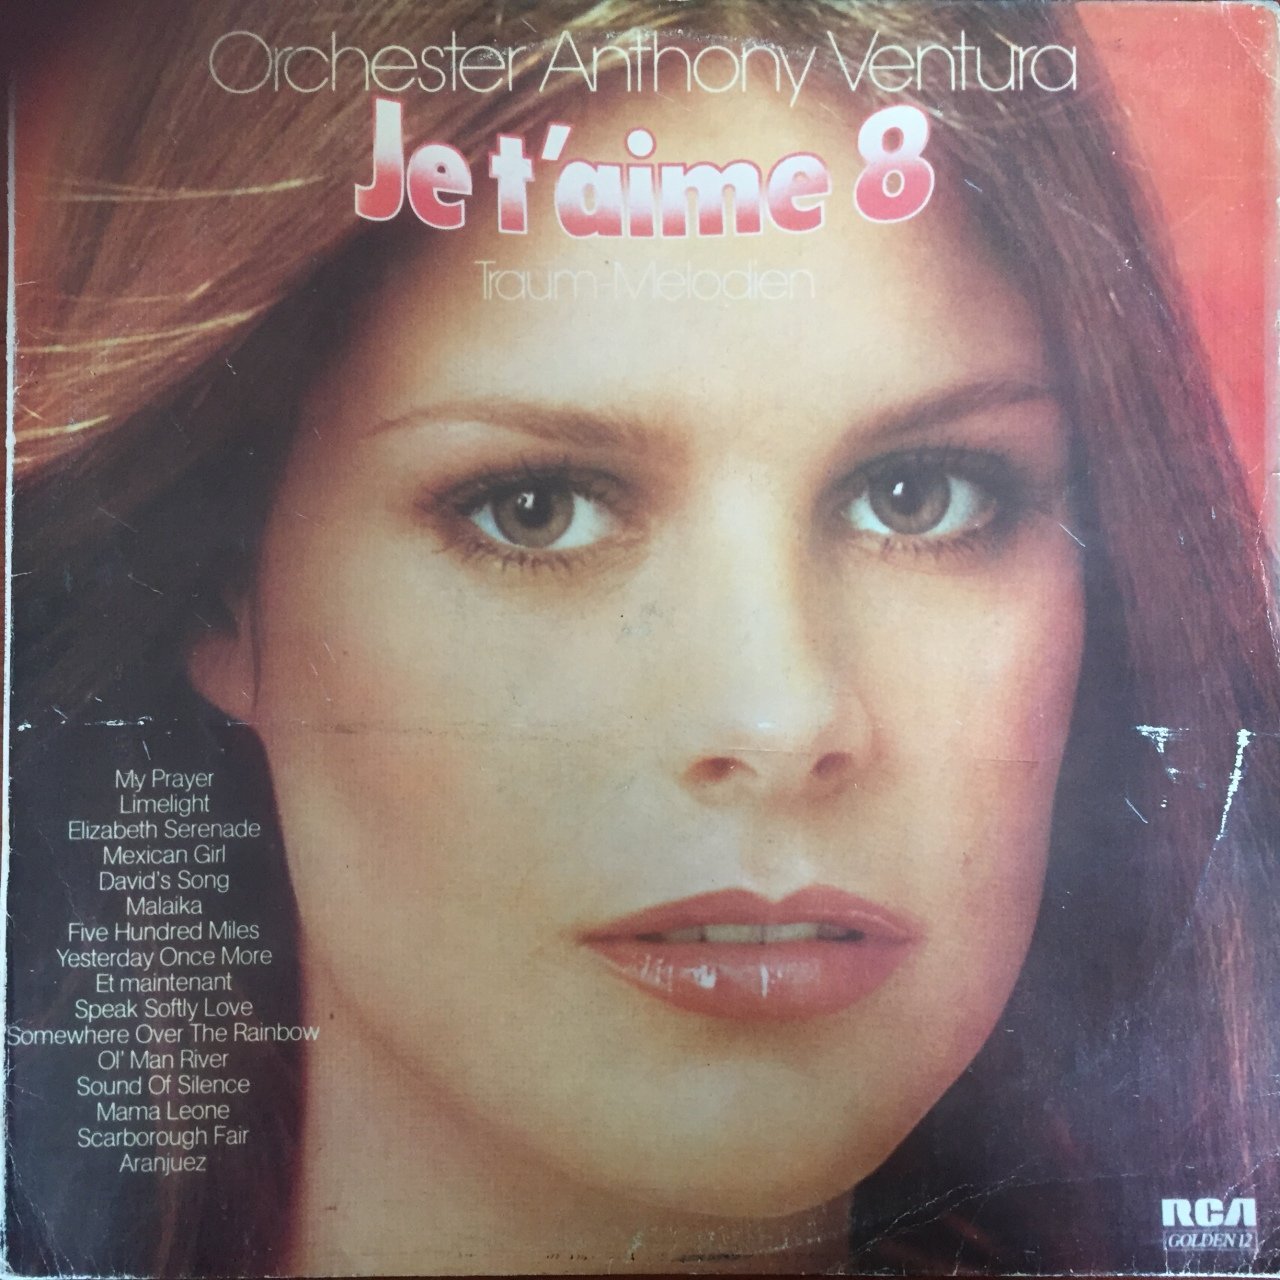 Orchester Anthony Ventura
Je t'aime 8
Traum-Melodien
My Prayer
Limelight
Elizabeth Serenade
Mexican Girl
David's Song
Malaika
Five Hundred Miles
Yesterday Once More
Et maintenant
Speak Softly Love
Somewhere Over The Rainbow
Ol' Man River
Sound Of Silence
Mama Leone
Scarborough Fair
Aranjuez
RCA
GOLDEN 12